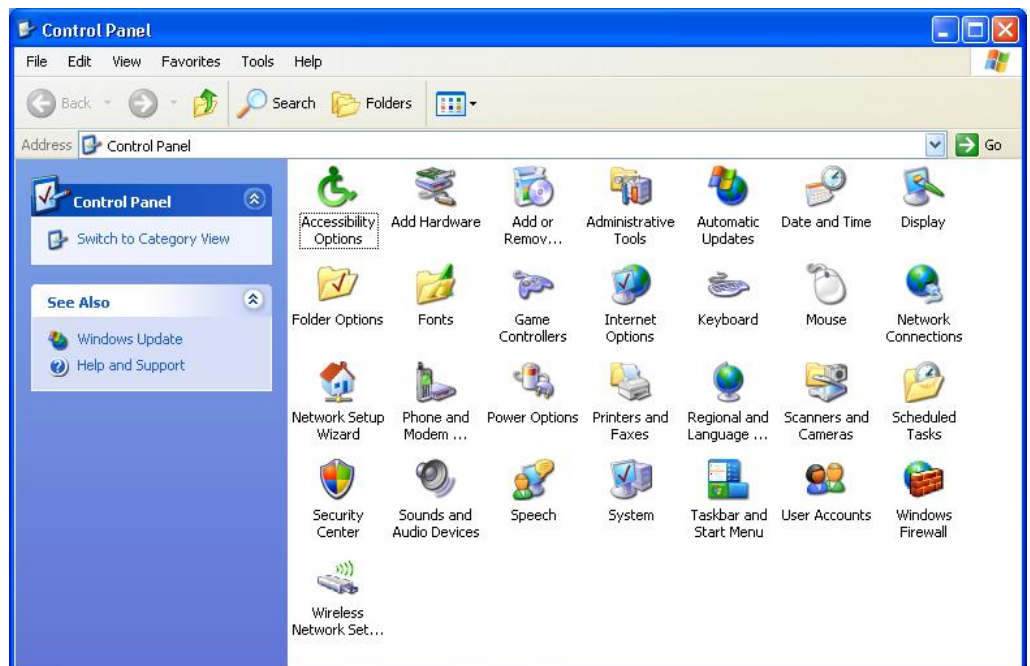 Control Panel
File Edit View Favorites Tools Help
Back Search Folders
Address Control Panel Go
Control Panel
Switch to Category View
See Also
Windows Update
Help and Support
Accessibility Options
Add Hardware
Add or Remov...
Administrative Tools
Automatic Updates
Date and Time
Display
Folder Options
Fonts
Game Controllers
Internet Options
Keyboard
Mouse
Network Connections
Network Setup Wizard
Phone and Modem ...
Power Options
Printers and Faxes
Regional and Language ...
Scanners and Cameras
Scheduled Tasks
Security Center
Sounds and Audio Devices
Speech
System
Taskbar and Start Menu
User Accounts
Windows Firewall
Wireless Network Set...